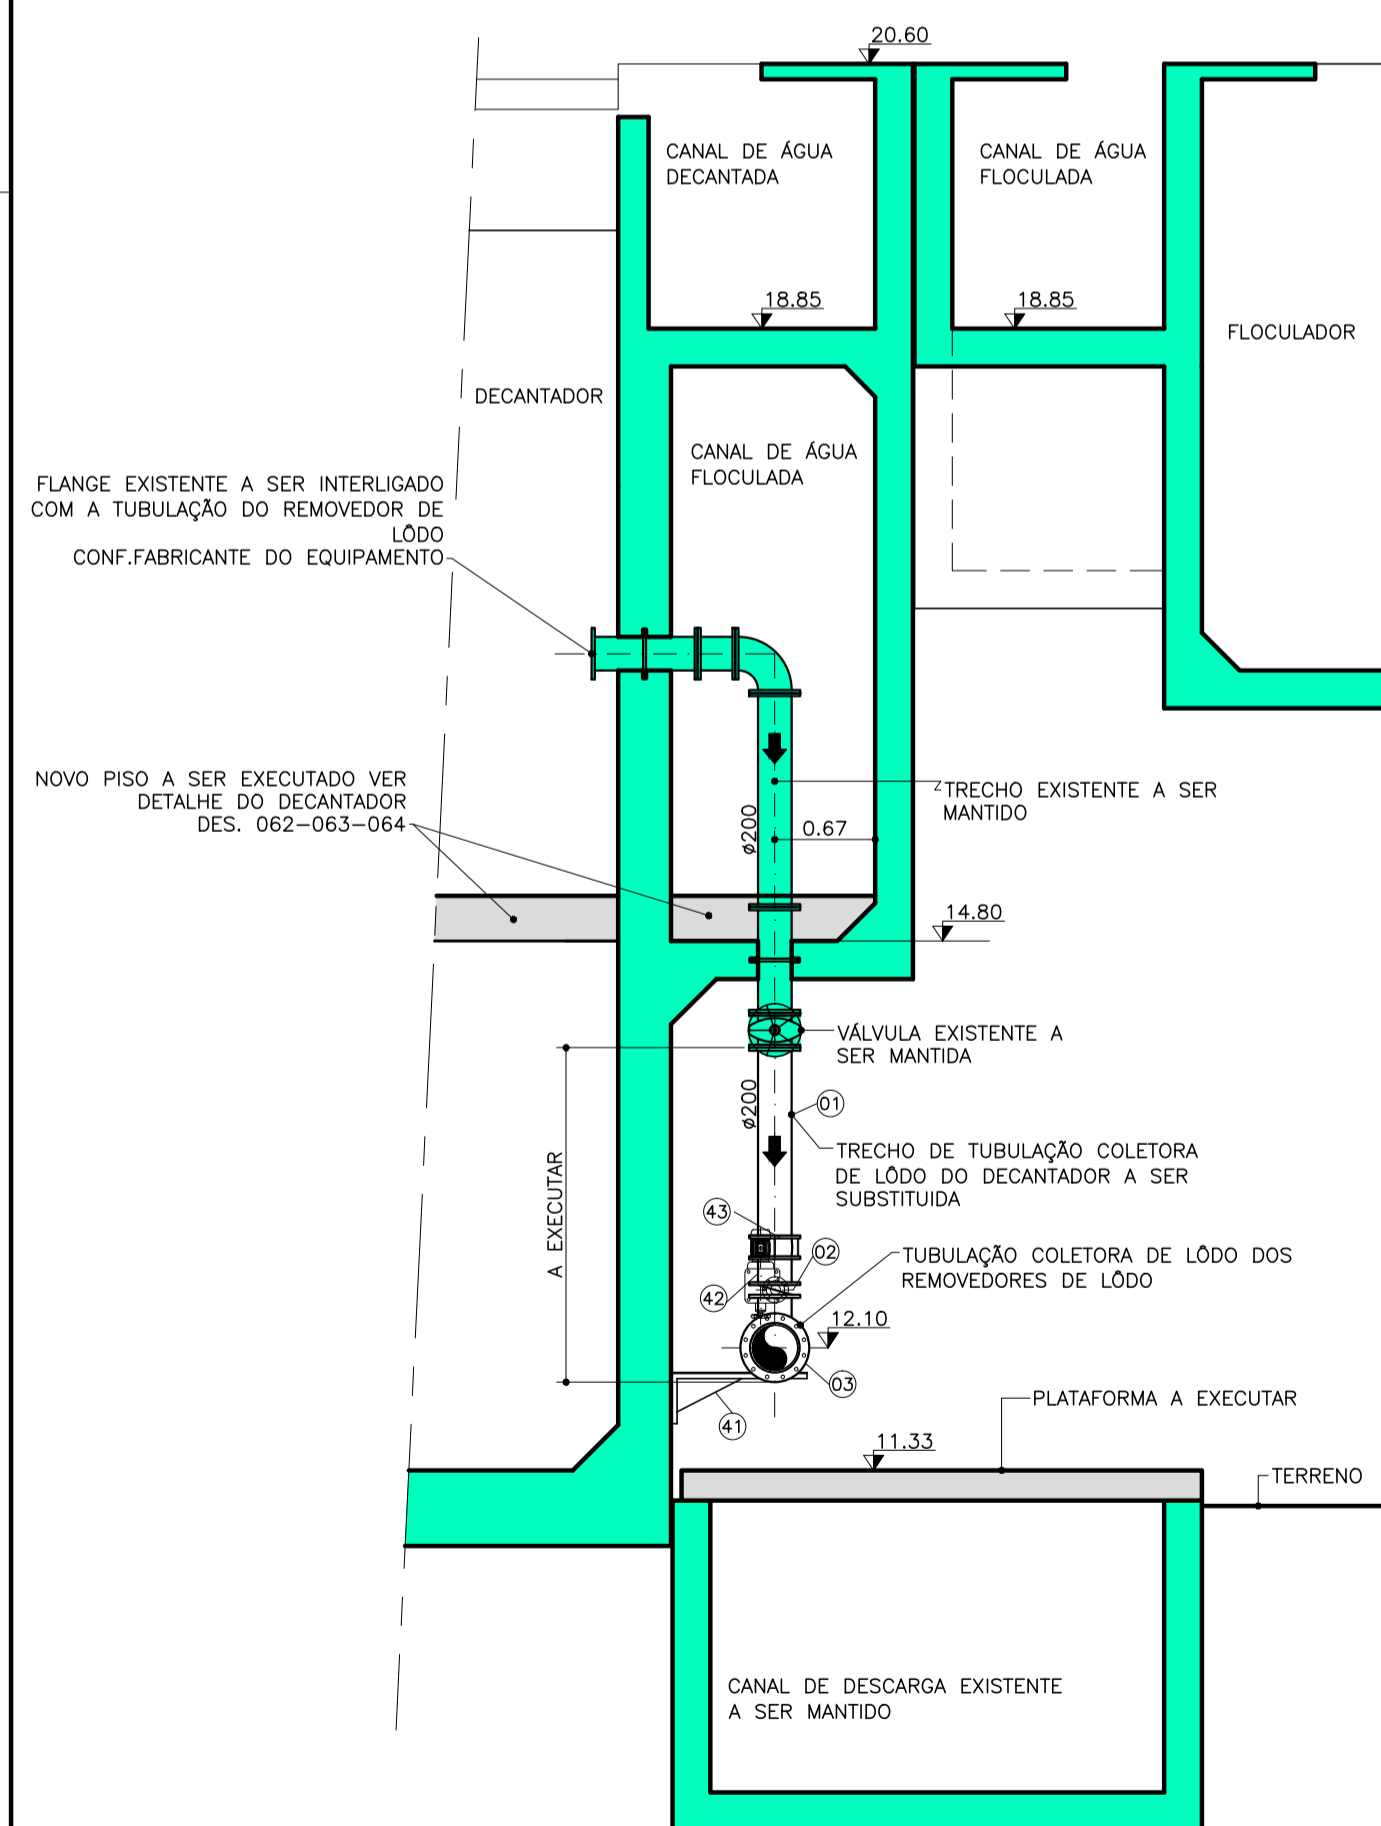 20.60
CANAL DE ÁGUA
DECANTADA
CANAL DE ÁGUA
FLOCULADA
18.85
18.85
FLOCULADOR
DECANTADOR
CANAL DE ÁGUA
FLOCULADA
FLANGE EXISTENTE A SER INTERLIGADO
COM A TUBULAÇÃO DO REMOVEDOR DE
LÔDO
CONF.FABRICANTE DO EQUIPAMENTO
NOVO PISO A SER EXECUTADO VER
DETALHE DO DECANTADOR
DES. 062-063-064
TRECHO EXISTENTE A SER
MANTIDO
ø200
0.67
14.80
VÁLVULA EXISTENTE A
SER MANTIDA
ø200
01
TRECHO DE TUBULAÇÃO COLETORA
DE LÔDO DO DECANTADOR A SER
SUBSTITUIDA
A EXECUTAR
43
02
TUBULAÇÃO COLETORA DE LÔDO DOS
REMOVEDORES DE LÔDO
42
12.10
03
41
PLATAFORMA A EXECUTAR
11.33
TERRENO
CANAL DE DESCARGA EXISTENTE
A SER MANTIDO